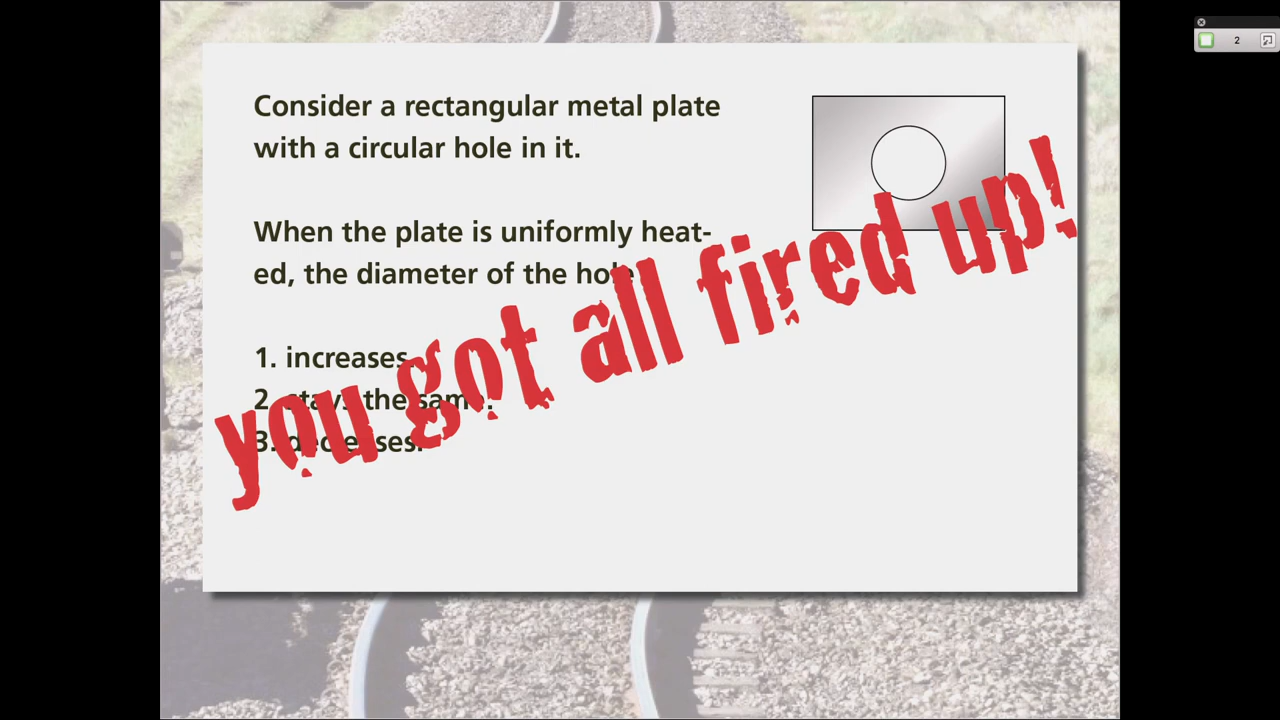 Consider a rectangular metal plate
with a circular hole in it.
When the plate is uniformly heat-
ed, the diameter of the hole
1. increases.
2. stays the same.
3. decreases.
you got all fired up!
2